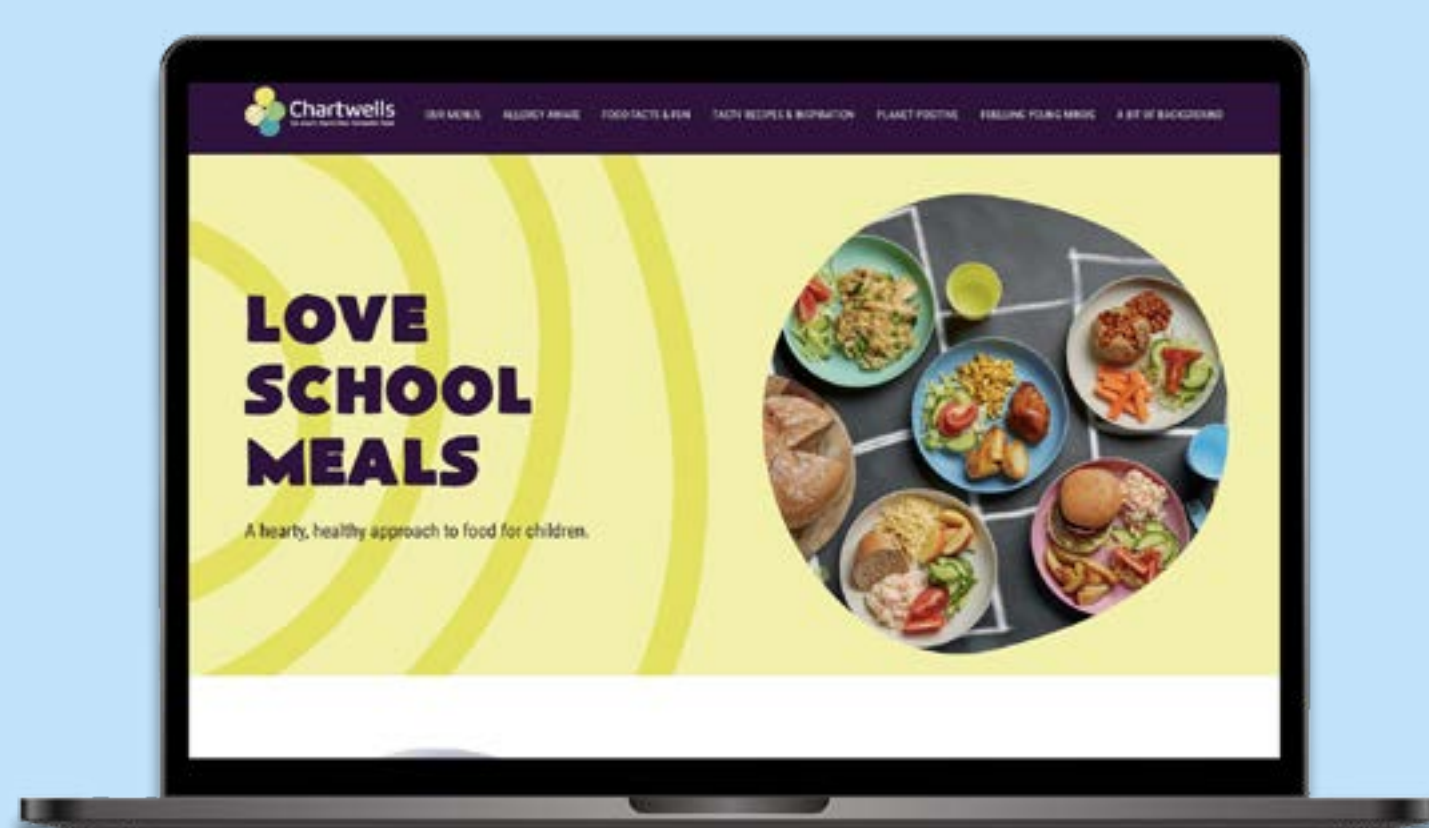 Chartwells
OUR MENUS
ALLERGY AWARE
FOOD FACTS & FUN
TASTY RECIPES & INSPIRATION
PLANET POSITIVE
FUELLING YOUNG MINDS
A BIT OF BACKGROUND
LOVE
SCHOOL
MEALS
A hearty, healthy approach to food for children.